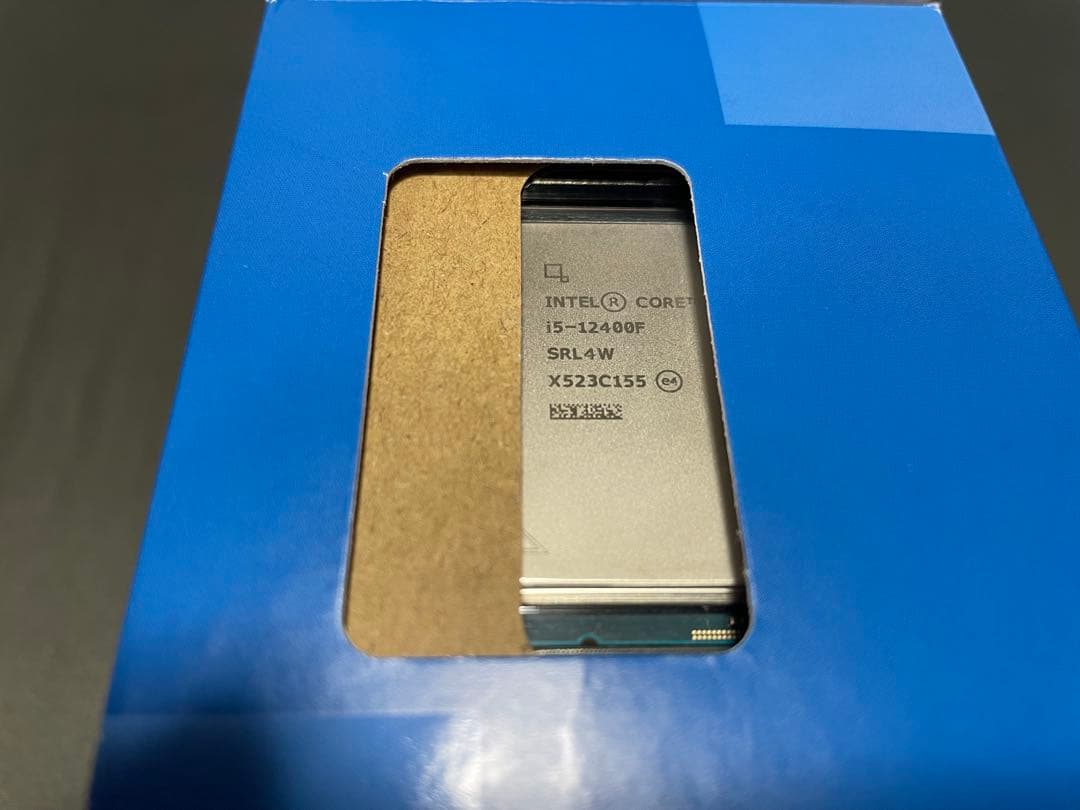 INTEL® CORE™
i5-12400F
SRL4W
X523C155 e4